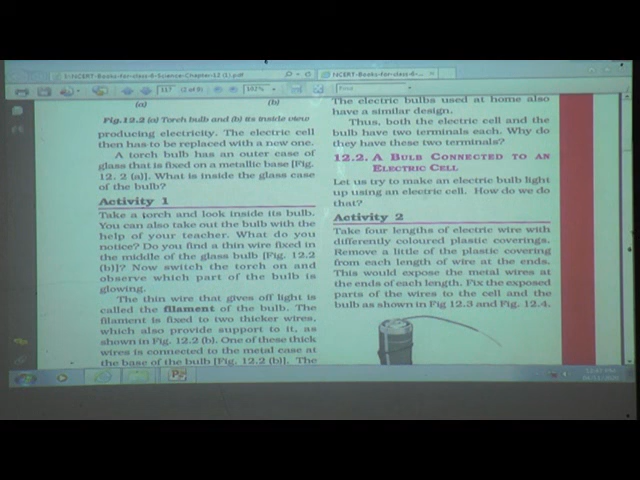 E:\NCERT-Books-for-class-6-Science-Chapter-12 (1).pdf
NCERT-Books-for-class-6-...
117
(2 of 9)
102%
Find
(a) (b)
Fig.12.2 (a) Torch bulb and (b) its inside view
producing electricity. The electric cell
then has to be replaced with a new one.
A torch bulb has an outer case of
glass that is fixed on a metallic base [Fig.
12. 2 (a)]. What is inside the glass case
of the bulb?
Activity 1
Take a torch and look inside its bulb.
You can also take out the bulb with the
help of your teacher. What do you
notice? Do you find a thin wire fixed in
the middle of the glass bulb [Fig. 12.2
(b)]? Now switch the torch on and
observe which part of the bulb is
glowing.
The thin wire that gives off light is
called the filament of the bulb. The
filament is fixed to two thicker wires,
which also provide support to it, as
shown in Fig. 12.2 (b). One of these thick
wires is connected to the metal case at
the base of the bulb [Fig. 12.2 (b)]. The
The electric bulbs used at home also
have a similar design.
Thus, both the electric cell and the
bulb have two terminals each. Why do
they have these two terminals?
12.2. A BULB CONNECTED TO AN
ELECTRIC CELL
Let us try to make an electric bulb light
up using an electric cell. How do we do
that?
Activity 2
Take four lengths of electric wire with
differently coloured plastic coverings.
Remove a little of the plastic covering
from each length of wire at the ends.
This would expose the metal wires at
the ends of each length. Fix the exposed
parts of the wires to the cell and the
bulb as shown in Fig 12.3 and Fig. 12.4.